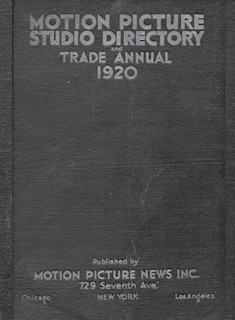 MOTION PICTURE
STUDIO DIRECTORY
and
TRADE ANNUAL
1920
Published by
MOTION PICTURE NEWS INC.
729 Seventh Ave.
Chicago NEW YORK Los Angeles